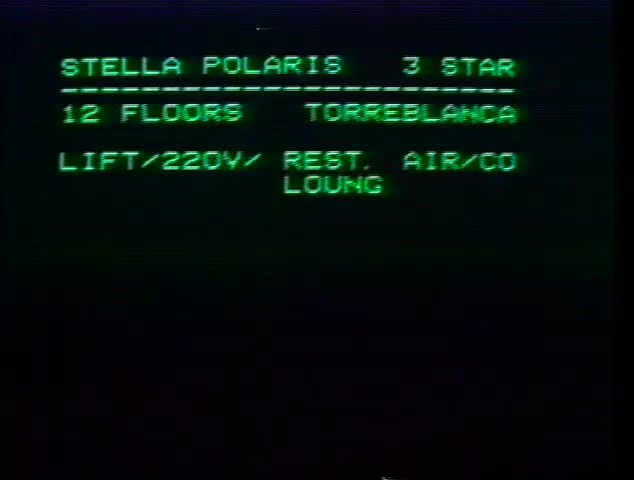 STELLA POLARIS 3 STAR
-----------------------
12 FLOORS TORREBLANCA
LIFT/220V/ REST. AIR/CO
LOUNG